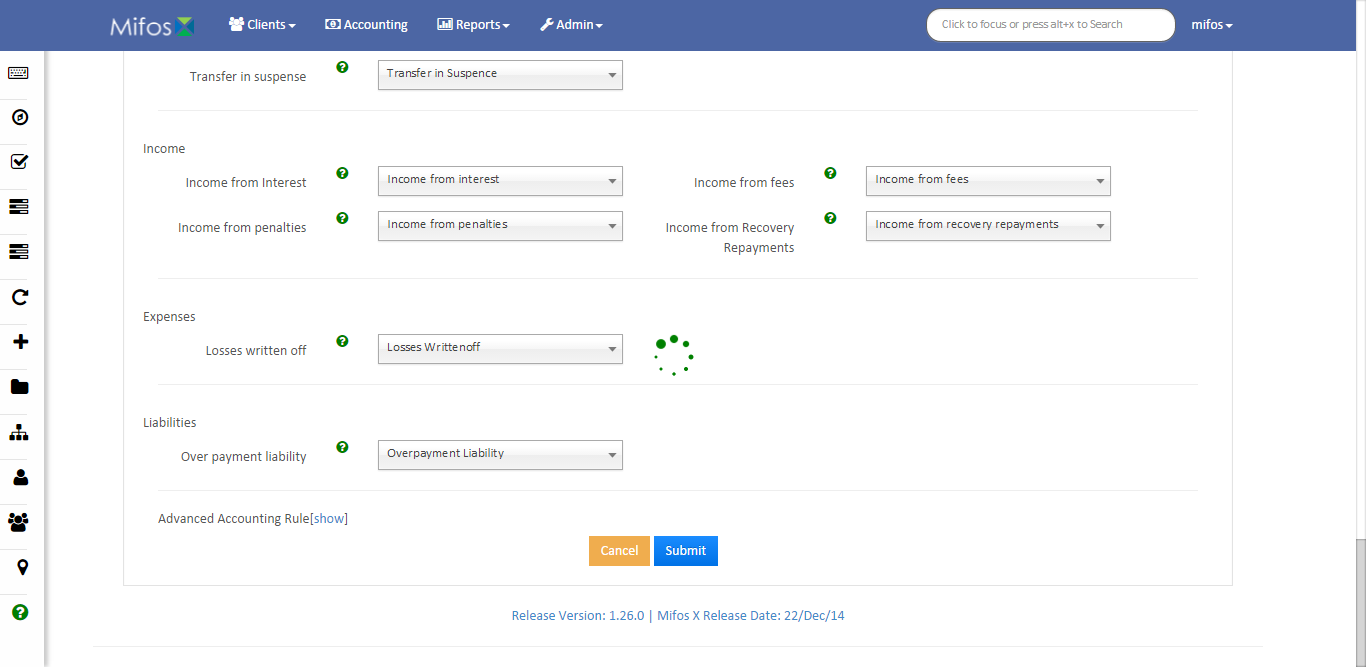 Mifos X Clients Accounting Reports Admin Click to focus or press alt+x to Search mifos
Transfer in suspense ? Transfer in Suspence
Income
Income from Interest ? Income from interest Income from fees ? Income from fees
Income from penalties ? Income from penalties Income from Recovery ? Income from recovery repayments
Repayments
Expenses
Losses written off ? Losses Writtenoff
Liabilities
Over payment liability ? Overpayment Liability
Advanced Accounting Rule[show]
Cancel Submit
?
Release Version: 1.26.0 | Mifos X Release Date: 22/Dec/14